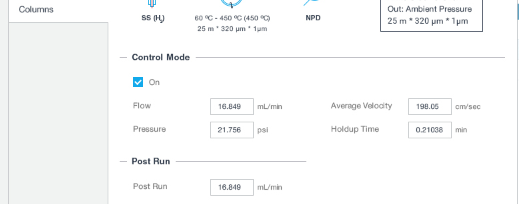 Columns
SS (H₂)
60 ºC - 450 ºC (450 ºC)
25 m * 320 µm * 1µm
NPD
Out: Ambient Pressure
25 m * 320 µm * 1µm
Control Mode
On
Flow 16.849 mL/min Average Velocity 198.05 cm/sec
Pressure 21.756 psi Holdup Time 0.21038 min
Post Run
Post Run 16.849 mL/min